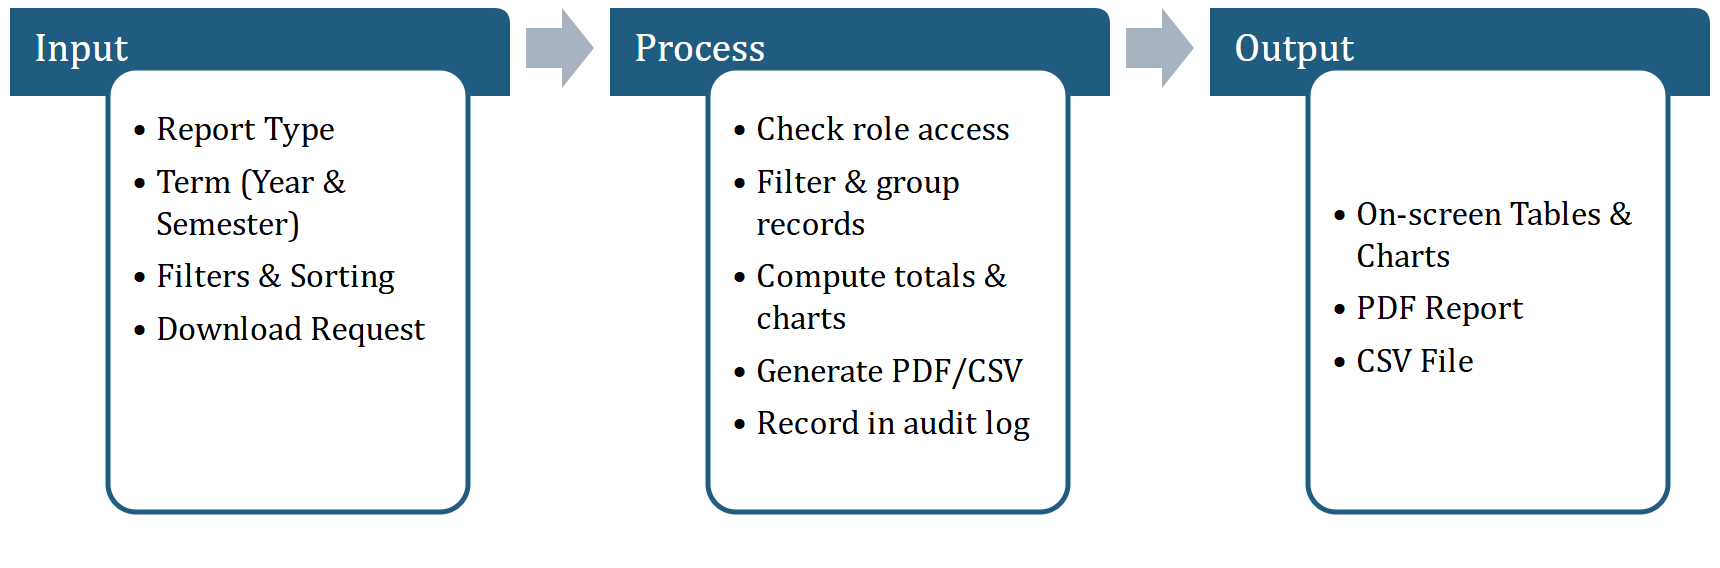 Input
• Report Type
• Term (Year &
Semester)
• Filters & Sorting
• Download Request
Process
• Check role access
• Filter & group
records
• Compute totals &
charts
• Generate PDF/CSV
• Record in audit log
Output
• On-screen Tables &
Charts
• PDF Report
• CSV File